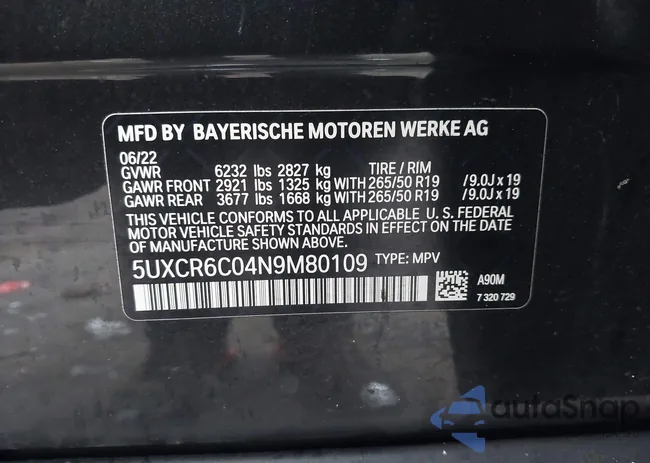 MFD BY BAYERISCHE MOTOREN WERKE AG
06/22
GVWR 6232 lbs 2827 kg TIRE / RIM
GAWR FRONT 2921 lbs 1325 kg WITH 265/50 R19 /9.0J x 19
GAWR REAR 3677 lbs 1668 kg WITH 265/50 R19 /9.0J x 19
THIS VEHICLE CONFORMS TO ALL APPLICABLE U. S. FEDERAL
MOTOR VEHICLE SAFETY STANDARDS IN EFFECT ON THE DATE
OF MANUFACTURE SHOWN ABOVE.
5UXCR6C04N9M80109 TYPE: MPV
A90M
7 320 729
autoSnap